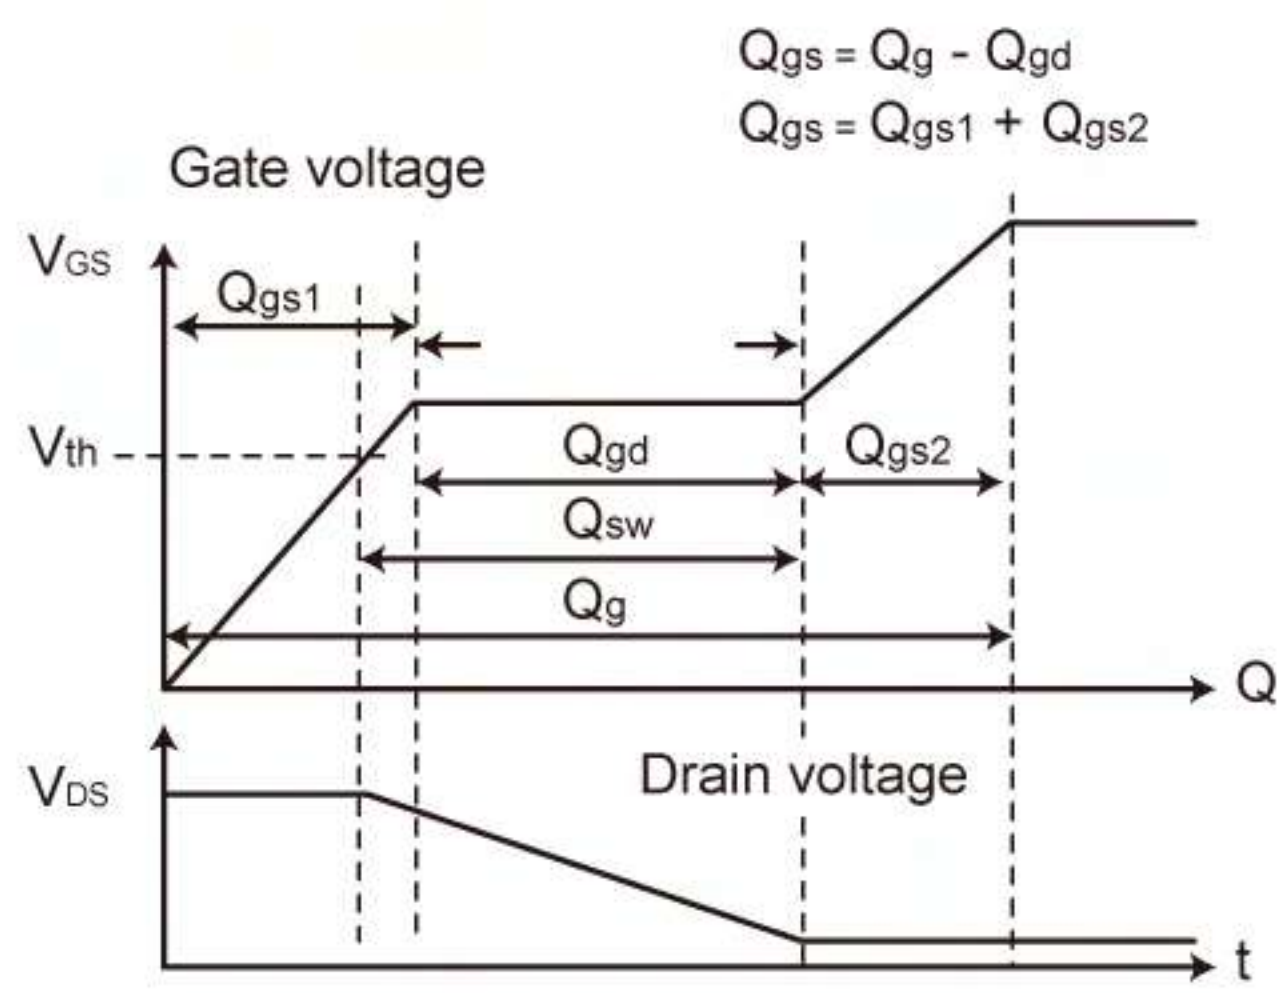 Qgs = Qg - Qgd
Qgs = Qgs1 + Qgs2
Gate voltage
VGS
Qgs1
Vth
Qgd
Qgs2
Qsw
Qg
Q
VDS
Drain voltage
t